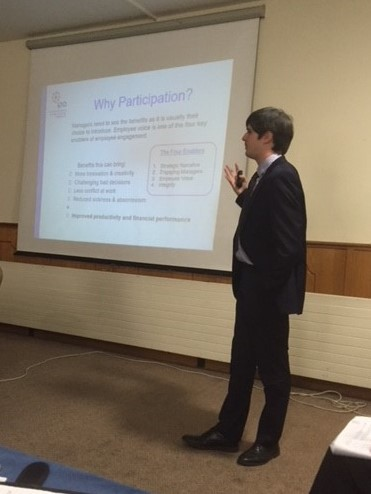 Why Participation?
Managers need to see the benefits as it is usually their
choice to introduce. Employee voice is one of the four key
enablers of employee engagement.
Benefits this can bring:
more innovation & creativity
Challenging bad decisions
Less conflict at work
Reduced sickness & absenteeism
Improved productivity and financial performance
The Four Enablers
1. Strategic Narrative
2. Engaging Managers
3. Employee Voice
4. Integrity